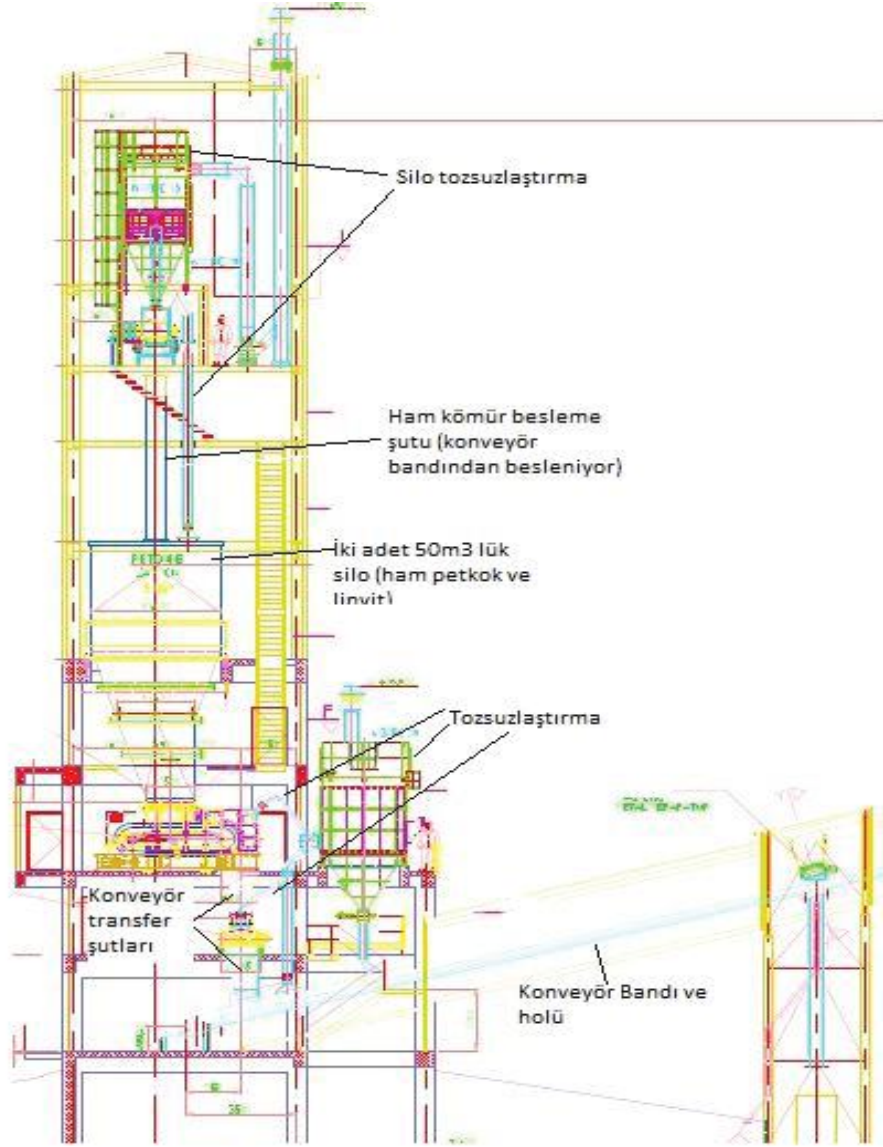 Silo tozsuzlaştırma
Ham kömür besleme
şutu (konveyör
bandından besleniyor)
İki adet 50m3 lük
silo (ham petkok ve
linyit)
Tozsuzlaştırma
Konveyör
transfer
şutları
Konveyör Bandı ve
holü